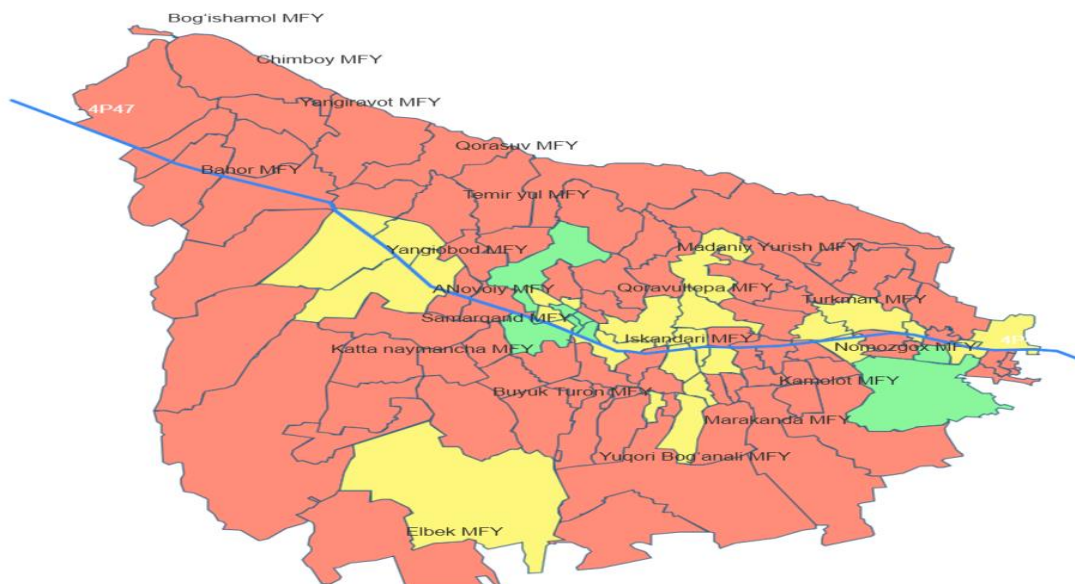 Bog'ishamol MFY
Chimboy MFY
Yangiravot MFY
4P47
Qorasuv MFY
Bahor MFY
Temir yul MFY
Yangiobod MFY
Madaniy Yurish MFY
ANovoiy MFY
Qoravultepa MFY
Turkman MFY
Samarqand MFY
Iskandari MFY
Katta naymancha MFY
Nomozgox MFY
Buyuk Turon MFY
Kamolot MFY
Marakanda MFY
Yuqori Bog'anali MFY
Elbek MFY